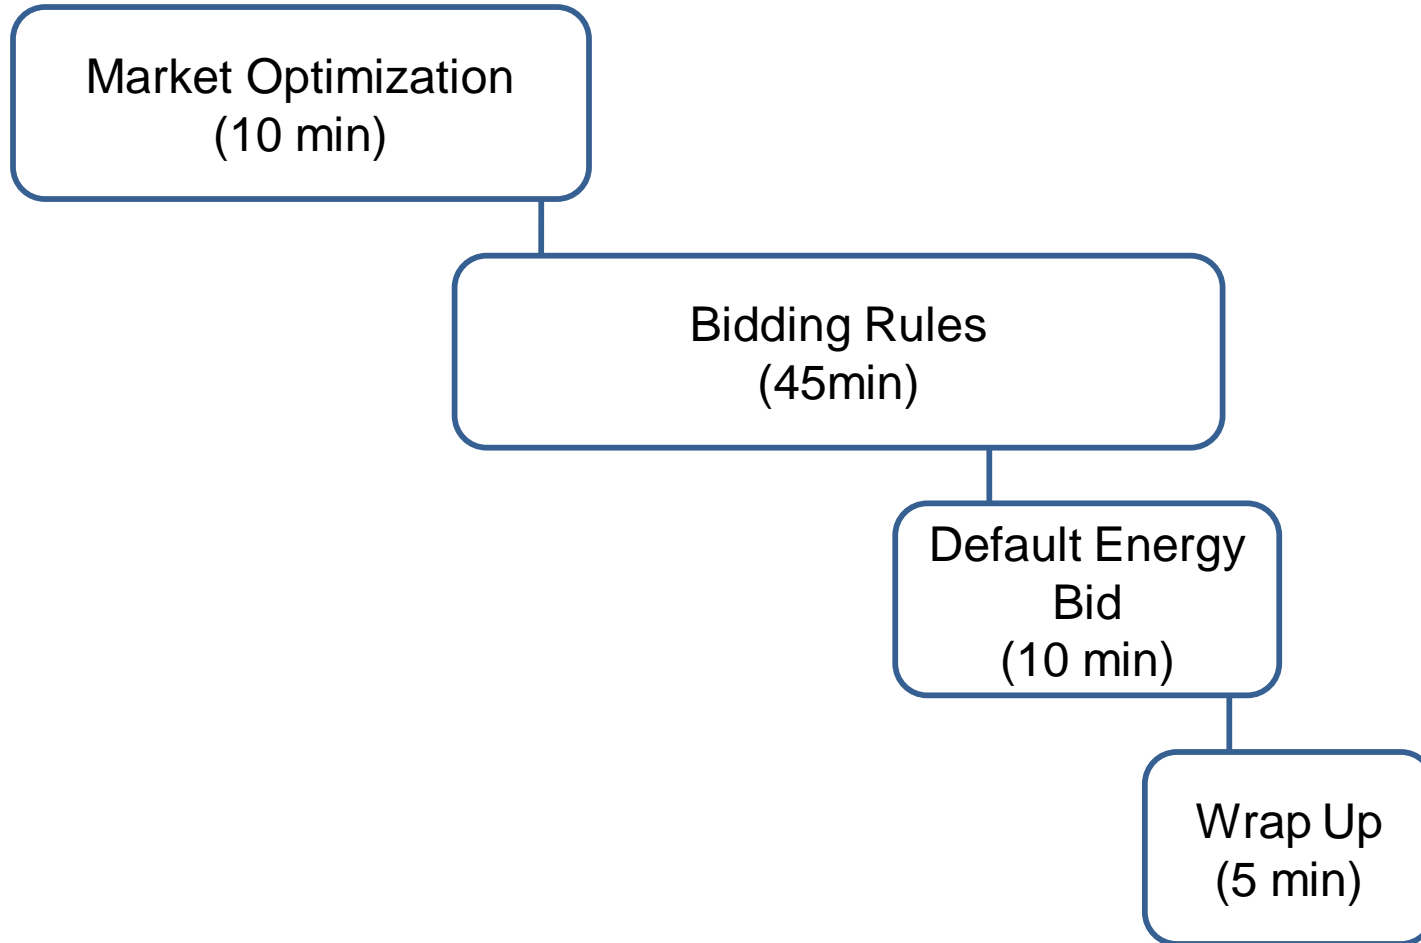 Market Optimization
(10 min)
Bidding Rules
(45min)
Default Energy
Bid
(10 min)
Wrap Up
(5 min)